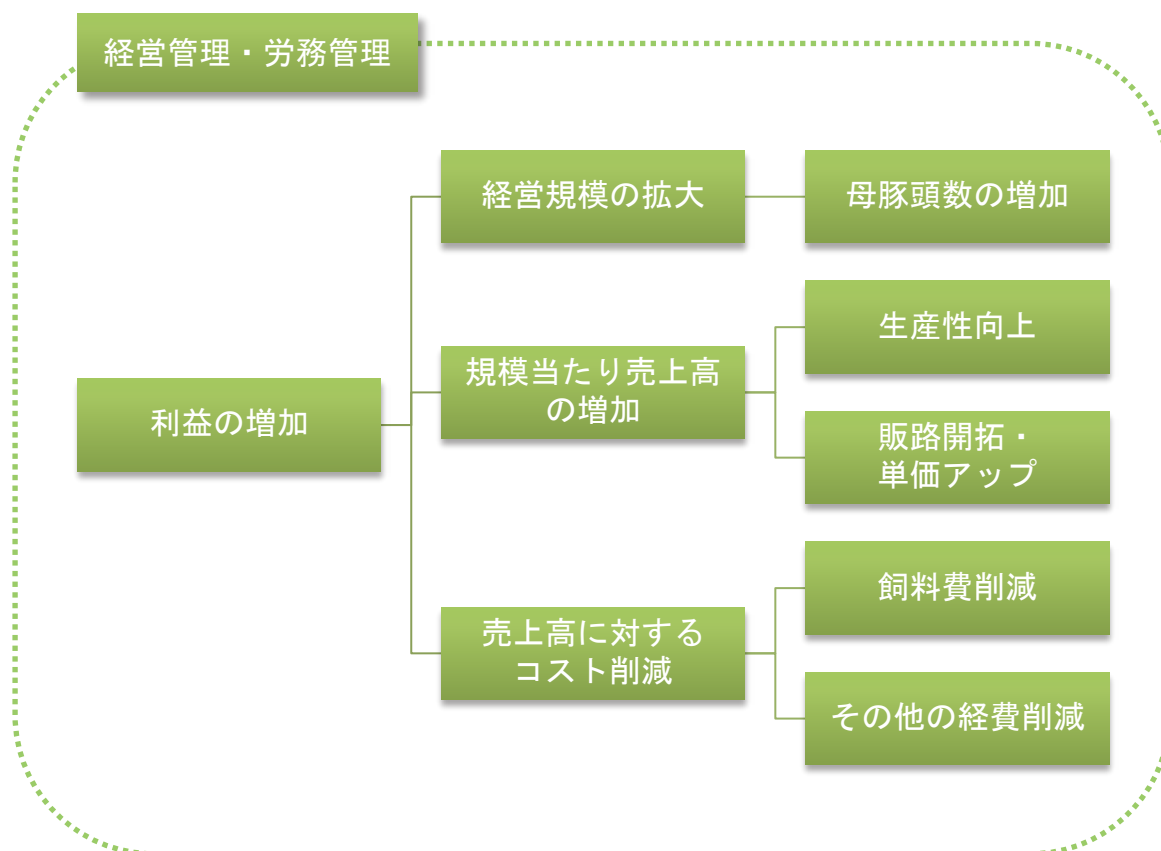 経営管理・労務管理
経営規模の拡大
母豚頭数の増加
生産性向上
規模当たり売上高
の増加
利益の増加
販路開拓・
単価アップ
飼料費削減
売上高に対する
コスト削減
その他の経費削減